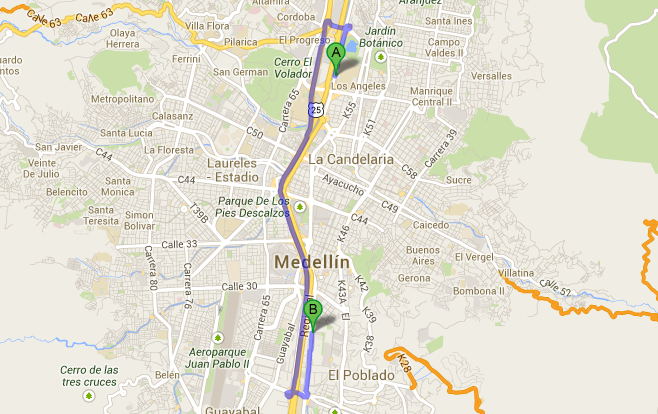 Calle 63
Calle 63
Altamira
Cordoba
Aranjuez
Santa Ines
Olaya
Herrera
Villa Flora
Pilarica
El Progreso
Jardín
Botánico
Campo
Valdes II
Ferrini
San German
Cerro El
Volador
A
Los Angeles
Versalles
Metropolitano
Carrera 65
25
K55
Manrique
Central II
Calasanz
K51
Carrera 39
Santa Lucia
C50
La Floresta
San Javier
Viente
De Julio
Laureles
- Estadio
La Candelaria
C58
C44
Ayacucho
Sucre
Belencito
Santa
Monica
Parque De Los
Pies Descalzos
C49
Santa
Teresita
Simon
Bolivar
T39B
C44
K46
Caicedo
Calle 33
Buenos
Aires
El Vergel
Carrera 80
Medellín
Gerona
Villatina
Carrera 76
Calle 30
K43A
K42
Calle 52
Bombona II
Carrera 65
B
El
K39
Guayabal
Aeroparque
Juan Pablo II
K38
K28
Cerro de las
tres cruces
Belén
El Poblado
Guayabal